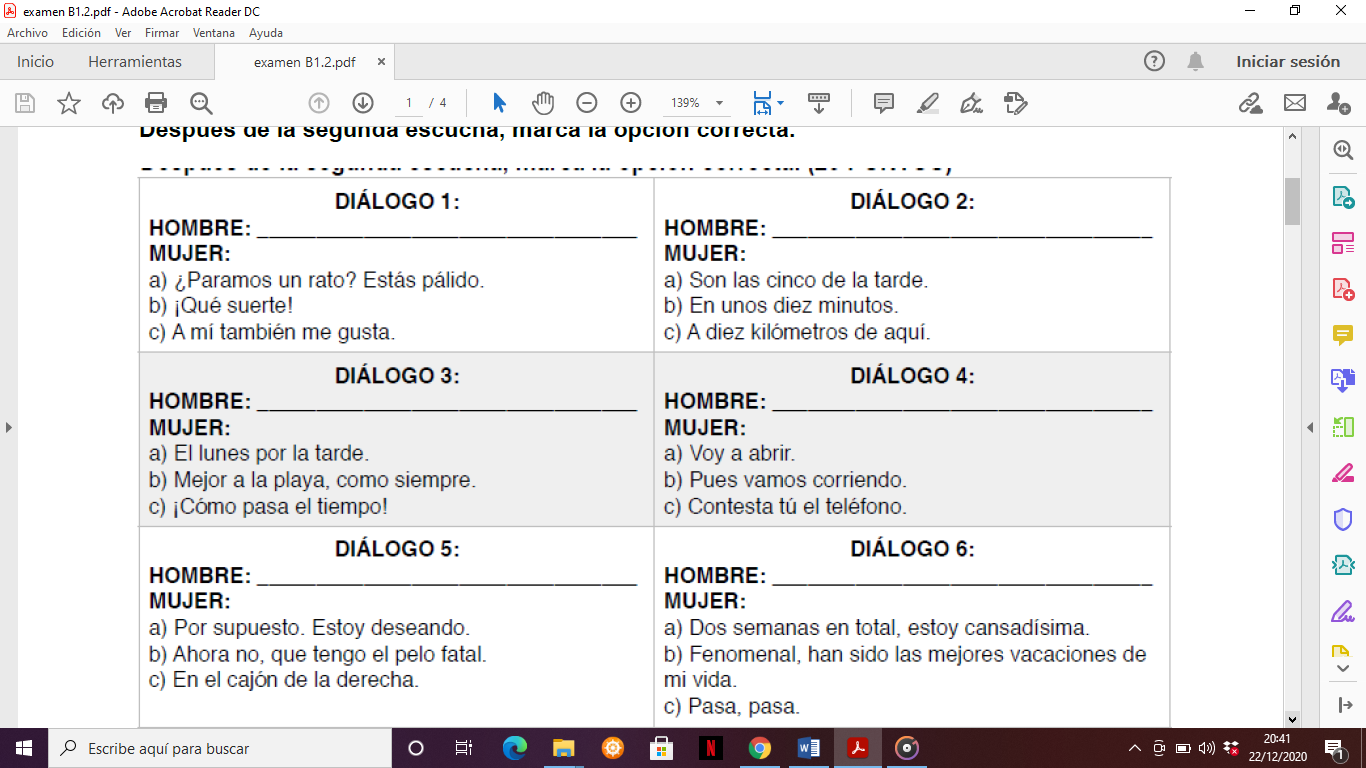 examen B1.2.pdf - Adobe Acrobat Reader DC
Archivo Edición Ver Firmar Ventana Ayuda
Inicio Herramientas examen B1.2.pdf × Iniciar sesión
1 / 4 139%
Después de la segunda escucha, marca la opción correcta.
DIÁLOGO 1:
HOMBRE: ________________________________
MUJER:
a) ¿Paramos un rato? Estás pálido.
b) ¡Qué suerte!
c) A mí también me gusta.
DIÁLOGO 2:
HOMBRE: ________________________________
MUJER:
a) Son las cinco de la tarde.
b) En unos diez minutos.
c) A diez kilómetros de aquí.
DIÁLOGO 3:
HOMBRE: ________________________________
MUJER:
a) El lunes por la tarde.
b) Mejor a la playa, como siempre.
c) ¡Cómo pasa el tiempo!
DIÁLOGO 4:
HOMBRE: ________________________________
MUJER:
a) Voy a abrir.
b) Pues vamos corriendo.
c) Contesta tú el teléfono.
DIÁLOGO 5:
HOMBRE: ________________________________
MUJER:
a) Por supuesto. Estoy deseando.
b) Ahora no, que tengo el pelo fatal.
c) En el cajón de la derecha.
DIÁLOGO 6:
HOMBRE: ________________________________
MUJER:
a) Dos semanas en total, estoy cansadísima.
b) Fenomenal, han sido las mejores vacaciones de
mi vida.
c) Pasa, pasa.
Escribe aquí para buscar
20:41
22/12/2020
1